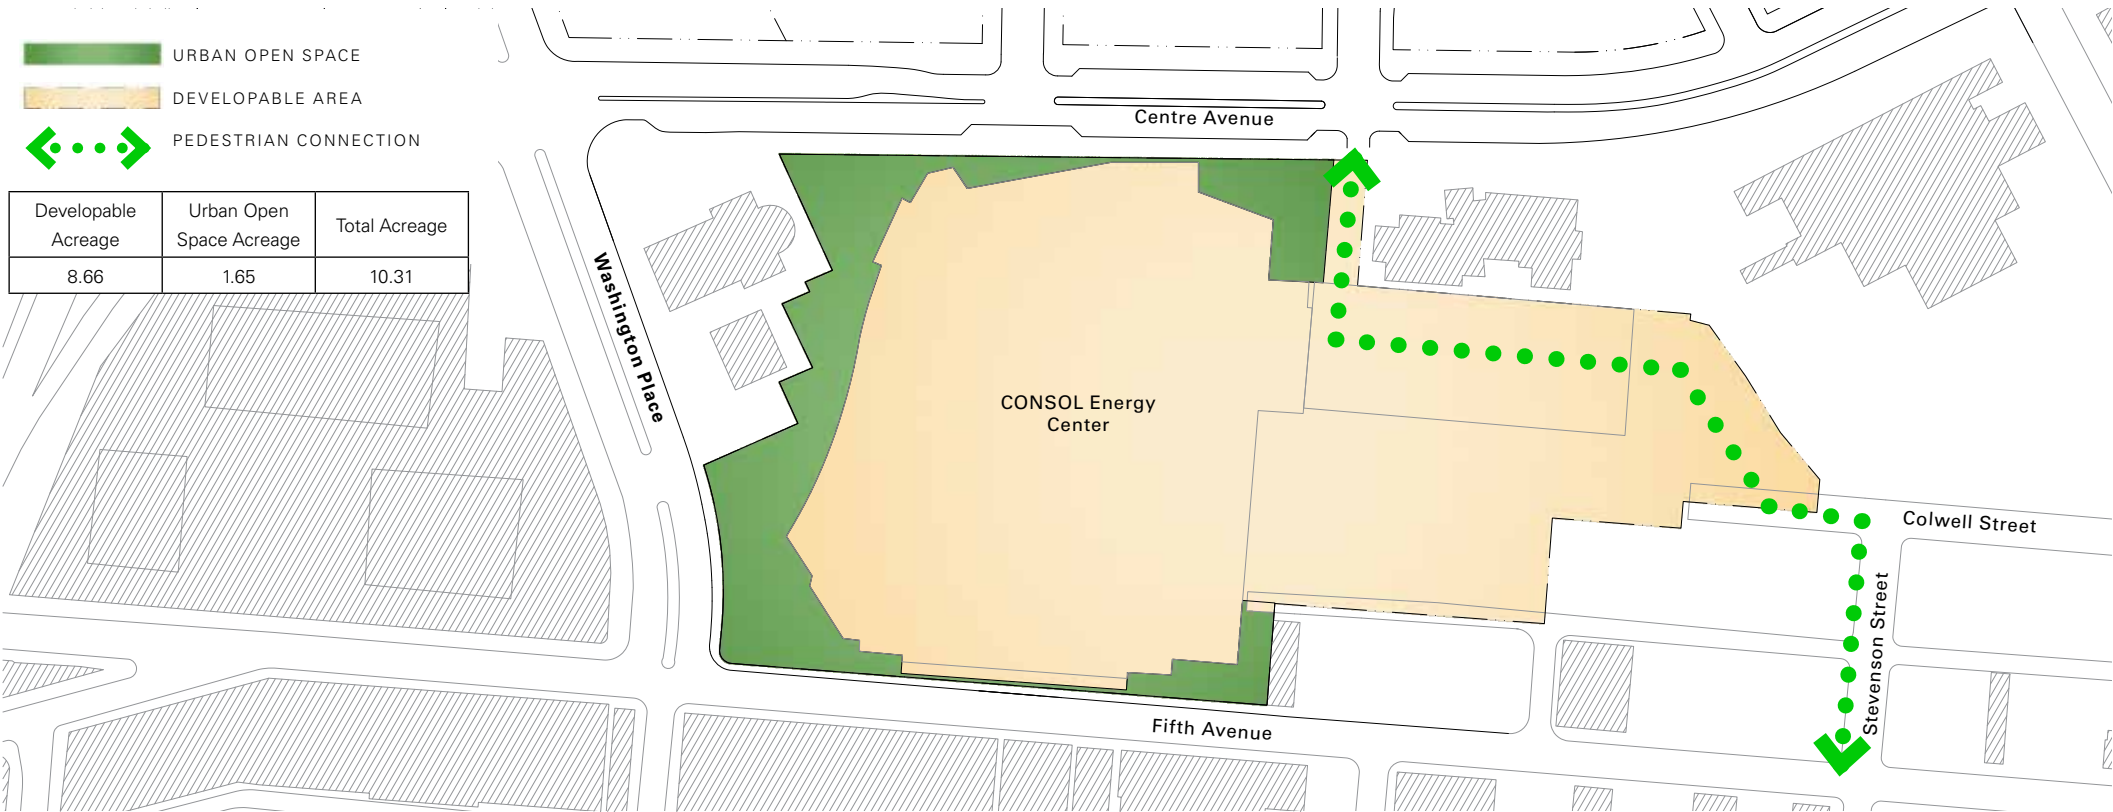 URBAN OPEN SPACE
DEVELOPABLE AREA
PEDESTRIAN CONNECTION
Developable
Acreage
Urban Open
Space Acreage
Total Acreage
8.66
1.65
10.31
Centre Avenue
Washington Place
CONSOL Energy
Center
Colwell Street
Stevenson Street
Fifth Avenue